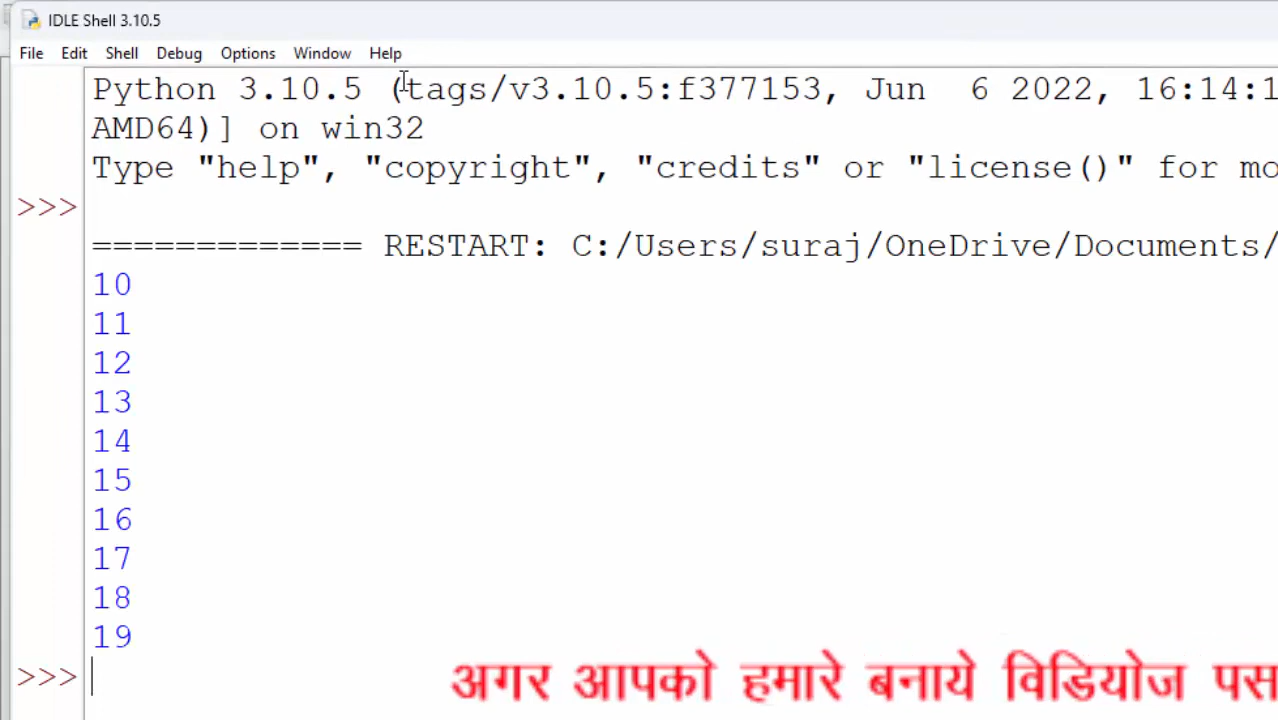 IDLE Shell 3.10.5
File Edit Shell Debug Options Window Help
Python 3.10.5 (tags/v3.10.5:f377153, Jun  6 2022, 16:14:1
AMD64)] on win32
Type "help", "copyright", "credits" or "license()" for mo
>>>
============= RESTART: C:/Users/suraj/OneDrive/Documents/
10
11
12
13
14
15
16
17
18
19
>>>
अगर आपको हमारे बनाये विडियोज पस